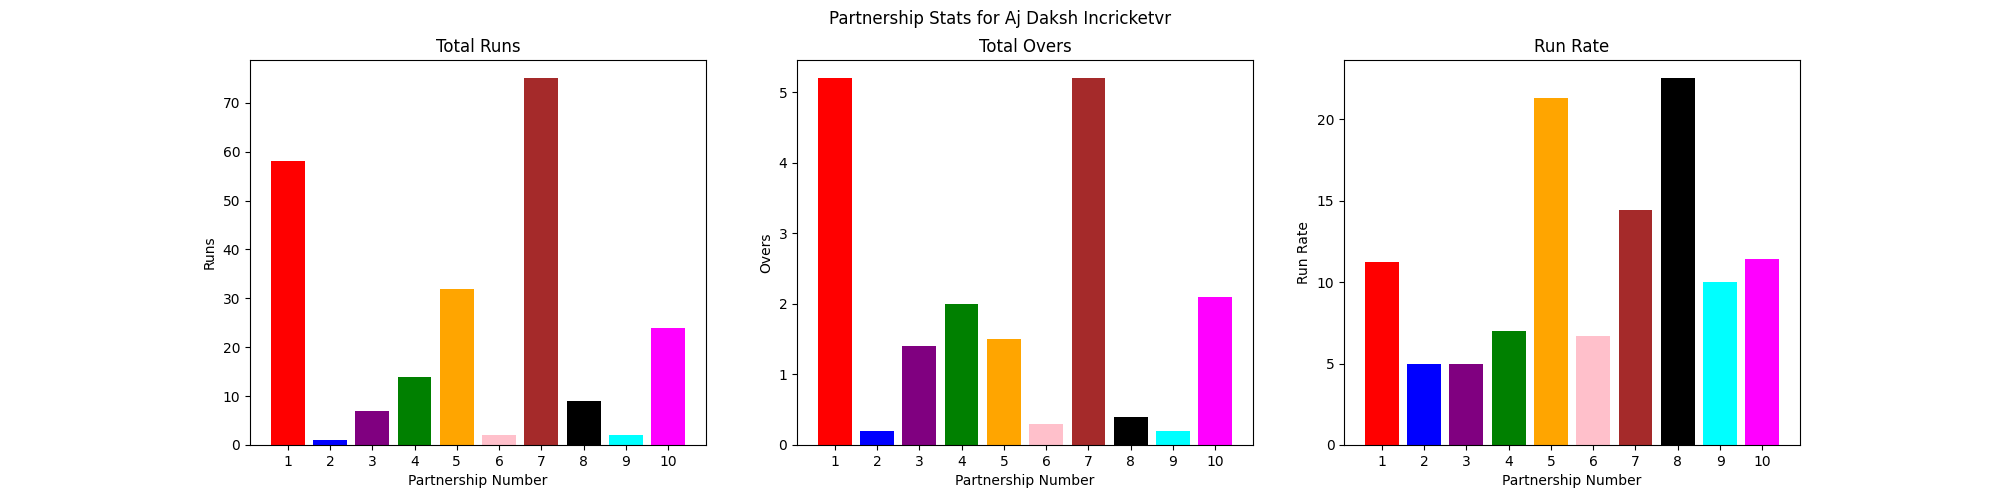 Partnership Stats for Aj Daksh Incricketvr
Total Runs
Runs
70
60
50
40
30
20
10
0
1 2 3 4 5 6 7 8 9 10
Partnership Number
Total Overs
Overs
5
4
3
2
1
0
1 2 3 4 5 6 7 8 9 10
Partnership Number
Run Rate
Run Rate
20
15
10
5
0
1 2 3 4 5 6 7 8 9 10
Partnership Number